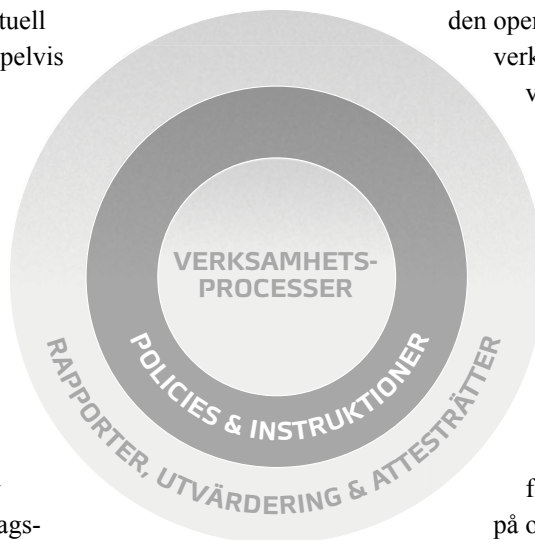 tuell
pelvis
den oper
verk
v
VERKSAMHETS-
PROCESSER
POLICIES & INSTRUKTIONER
RAPPORTER, UTVÄRDERING & ATTESTRÄTTER
ags-
f
på o